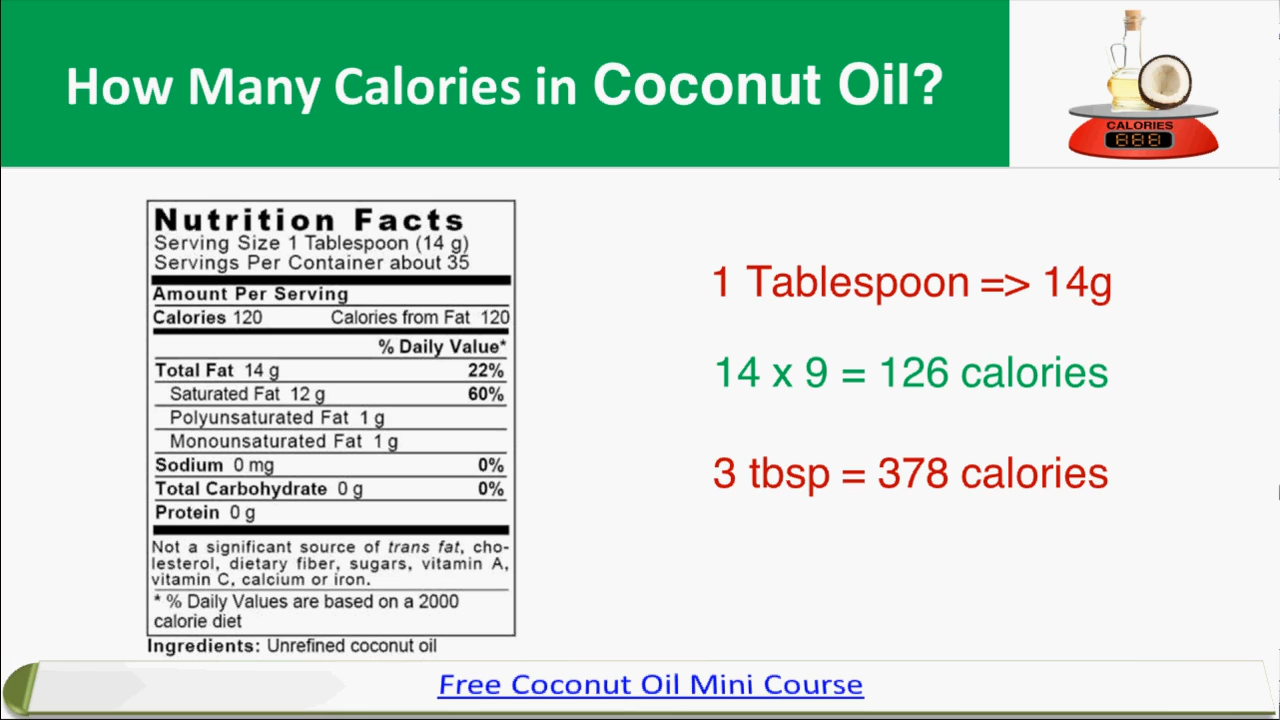 How Many Calories in Coconut Oil?
CALORIES
888
Nutrition Facts
Serving Size 1 Tablespoon (14 g)
Servings Per Container about 35
Amount Per Serving
Calories 120 Calories from Fat 120
% Daily Value*
Total Fat 14 g 22%
Saturated Fat 12 g 60%
Polyunsaturated Fat 1 g
Monounsaturated Fat 1 g
Sodium 0 mg 0%
Total Carbohydrate 0 g 0%
Protein 0 g
Not a significant source of trans fat, cho-
lesterol, dietary fiber, sugars, vitamin A,
vitamin C, calcium or iron.
* % Daily Values are based on a 2000
calorie diet
Ingredients: Unrefined coconut oil
1 Tablespoon => 14g
14 x 9 = 126 calories
3 tbsp = 378 calories
Free Coconut Oil Mini Course